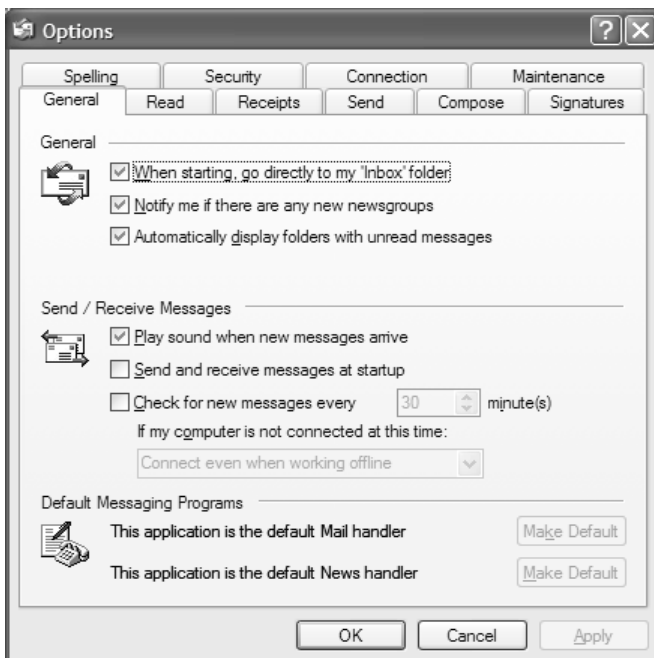 Options
Spelling Security Connection Maintenance
General Read Receipts Send Compose Signatures
General
When starting, go directly to my 'Inbox' folder
Notify me if there are any new newsgroups
Automatically display folders with unread messages
Send / Receive Messages
Play sound when new messages arrive
Send and receive messages at startup
Check for new messages every 30 minute(s)
If my computer is not connected at this time:
Connect even when working offline
Default Messaging Programs
This application is the default Mail handler Make Default
This application is the default News handler Make Default
OK Cancel Apply